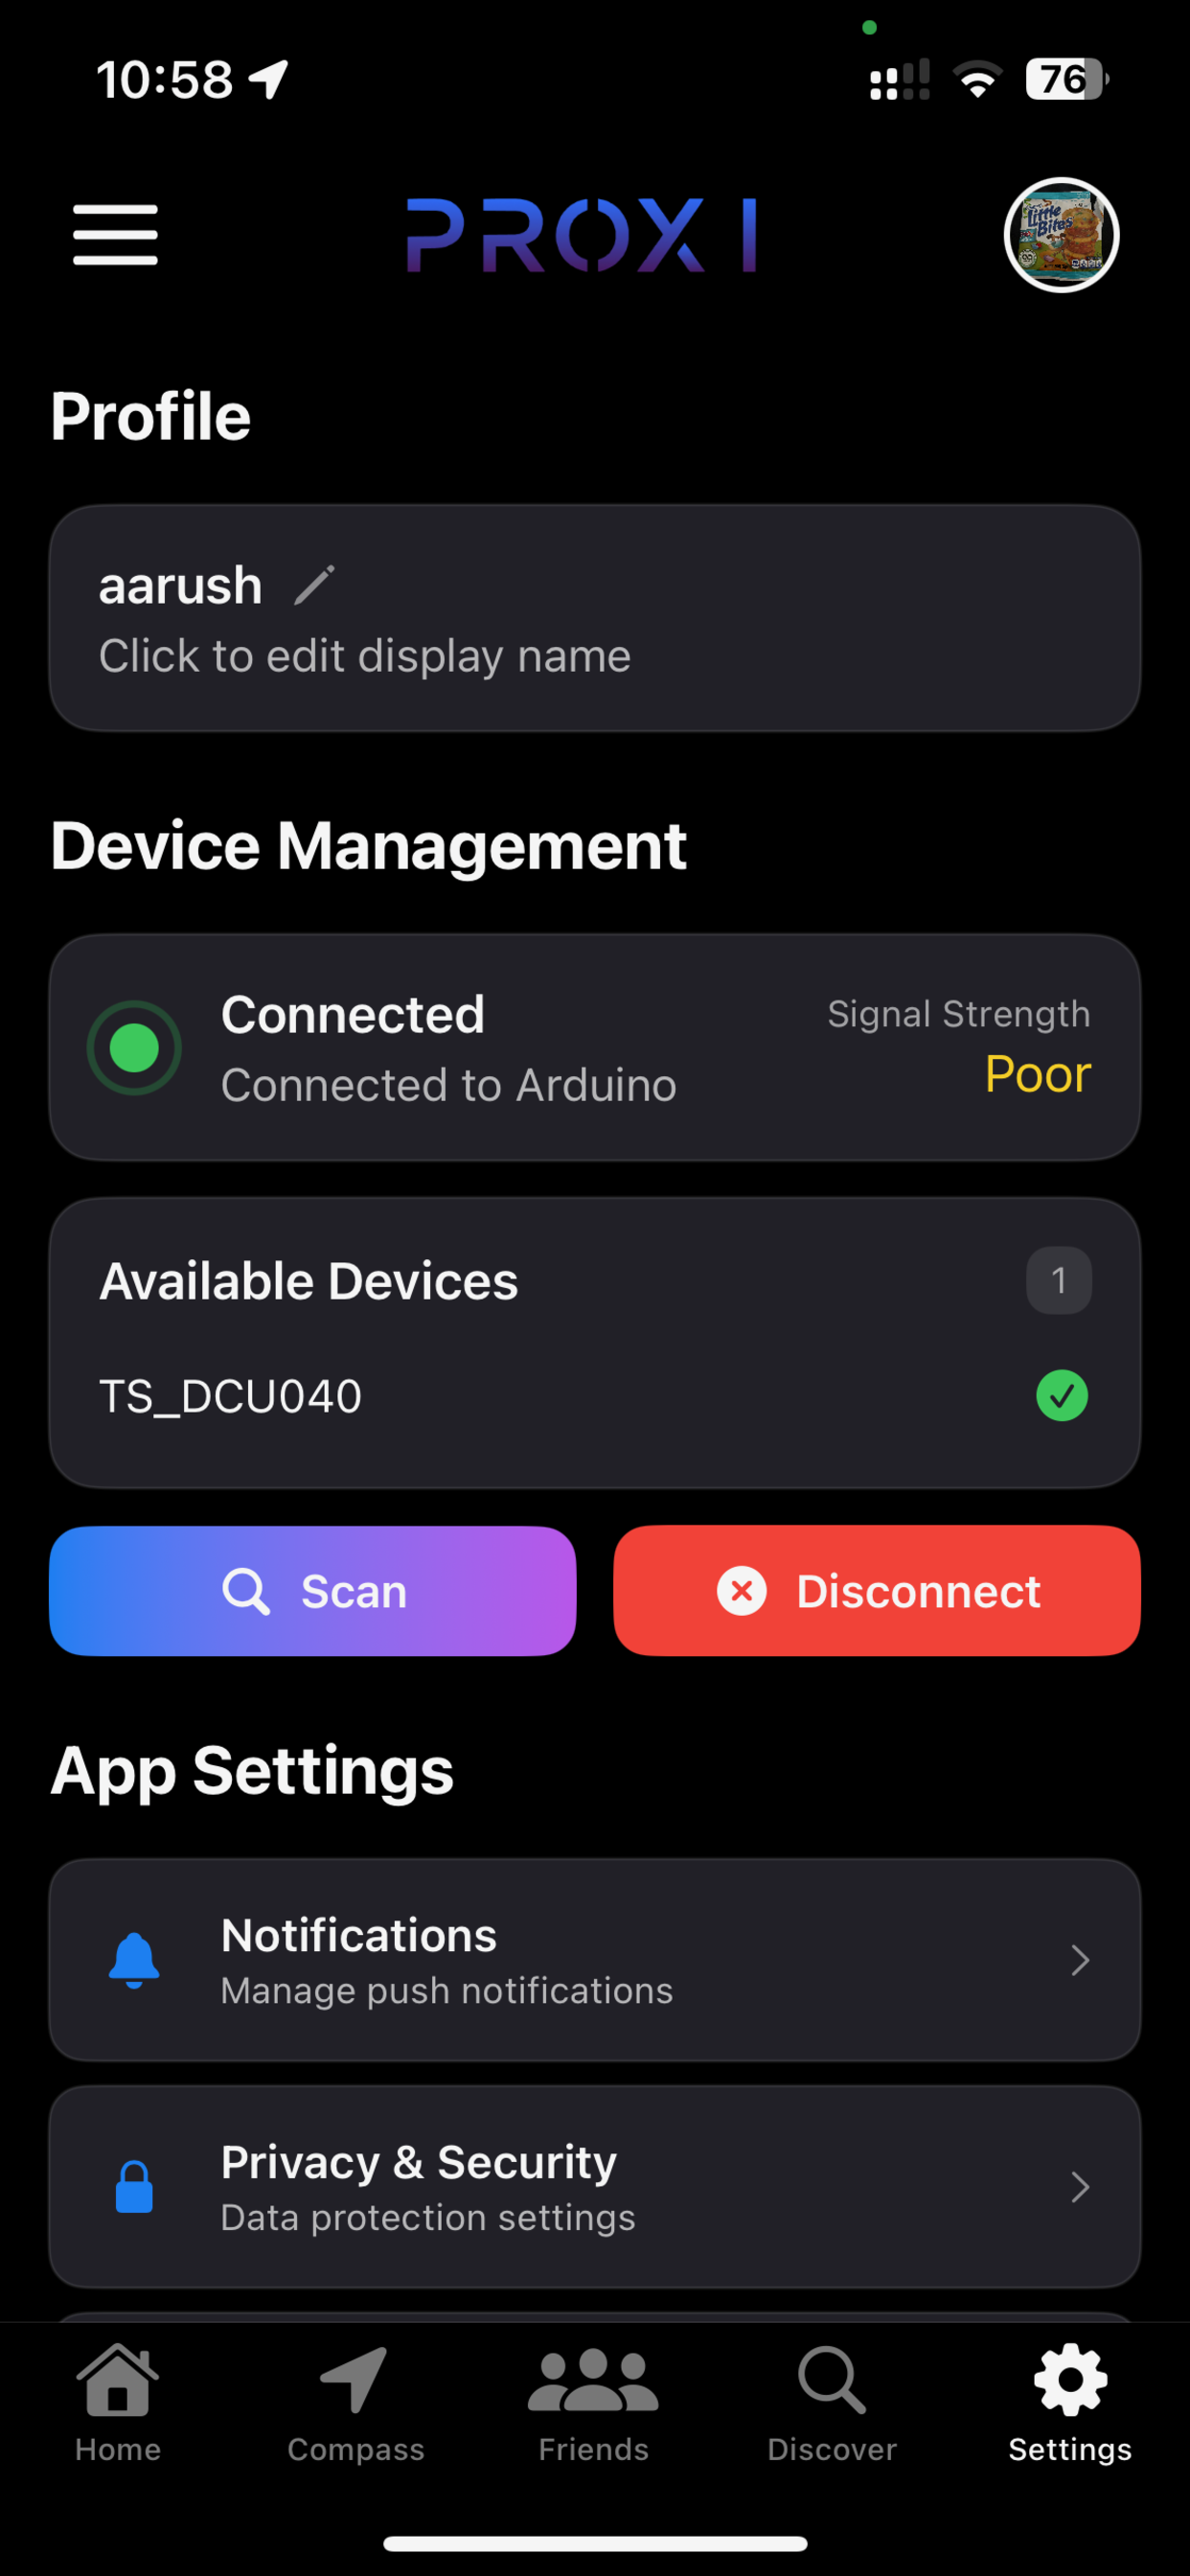 10:58
76
PROXI
Little
Bites
Profile
aarush
Click to edit display name
Device Management
Connected
Signal Strength
Connected to Arduino
Poor
Available Devices
1
TS_DCU040
Scan
Disconnect
App Settings
Notifications
Manage push notifications
Privacy & Security
Data protection settings
Home
Compass
Friends
Discover
Settings